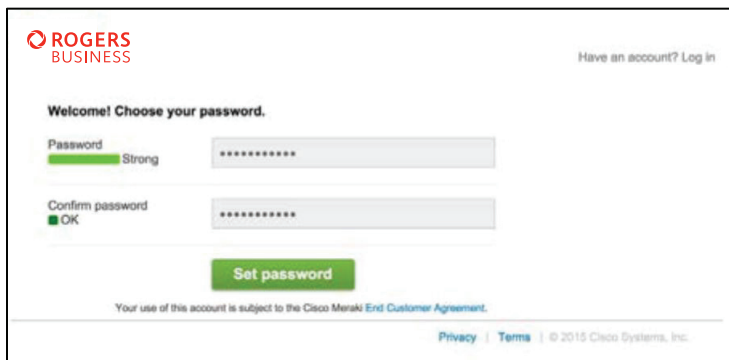 ROGERS
BUSINESS
Have an account? Log in
Welcome! Choose your password.
Password
Strong
•••••••••••
Confirm password
OK
•••••••••••
Set password
Your use of this account is subject to the Cisco Meraki End Customer Agreement.
Privacy | Terms | © 2015 Cisco Systems, Inc.